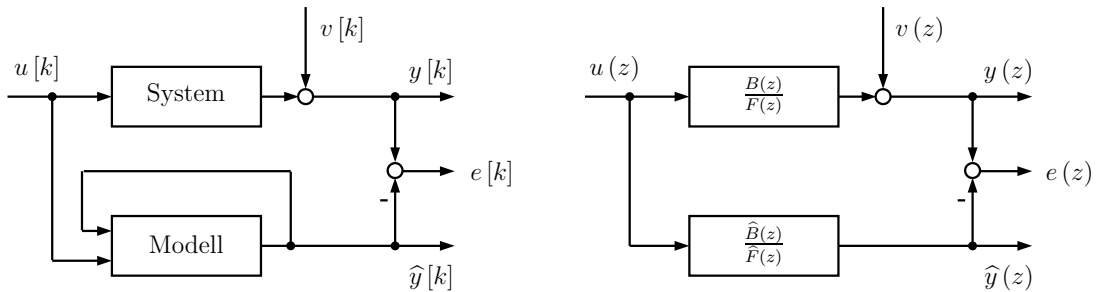 v [k]
u [k]
System
y [k]
e [k]
-
Modell
ŷ [k]
v (z)
u (z)
B(z)
F(z)
y (z)
e (z)
-
B̂(z)
F̂(z)
ŷ (z)